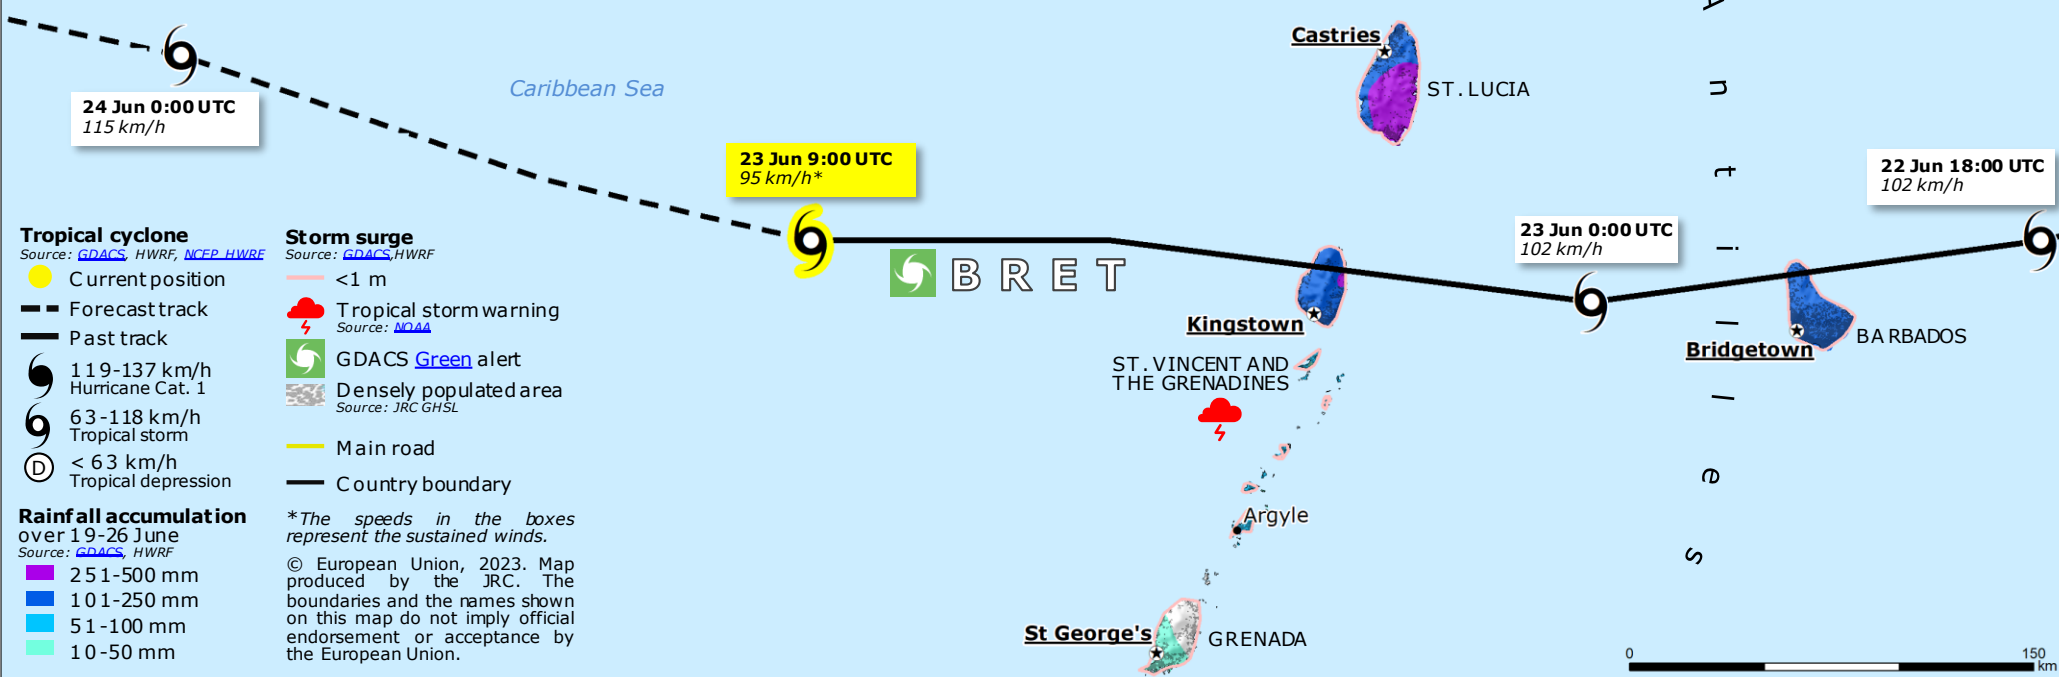 Castries
ST. LUCIA
Caribbean Sea
24 Jun 0:00 UTC
115 km/h
23 Jun 9:00 UTC
95 km/h*
22 Jun 18:00 UTC
102 km/h
23 Jun 0:00 UTC
102 km/h
BRET
Kingstown
ST. VINCENT AND
THE GRENADINES
Bridgetown
BARBADOS
Antilles
Argyle
St George's
GRENADA
Tropical cyclone
Source: GDACS, HWRF, NCEP HWRF
Current position
Forecast track
Past track
119-137 km/h
Hurricane Cat. 1
63-118 km/h
Tropical storm
D
< 63 km/h
Tropical depression
Rainfall accumulation
over 19-26 June
Source: GDACS, HWRF
251-500 mm
101-250 mm
51-100 mm
10-50 mm
Storm surge
Source: GDACS,HWRF
<1 m
Tropical storm warning
Source: NOAA
GDACS Green alert
Densely populated area
Source: JRC GHSL
Main road
Country boundary
*The speeds in the boxes
represent the sustained winds.
© European Union, 2023. Map
produced by the JRC. The
boundaries and the names shown
on this map do not imply official
endorsement or acceptance by
the European Union.
0 150
km